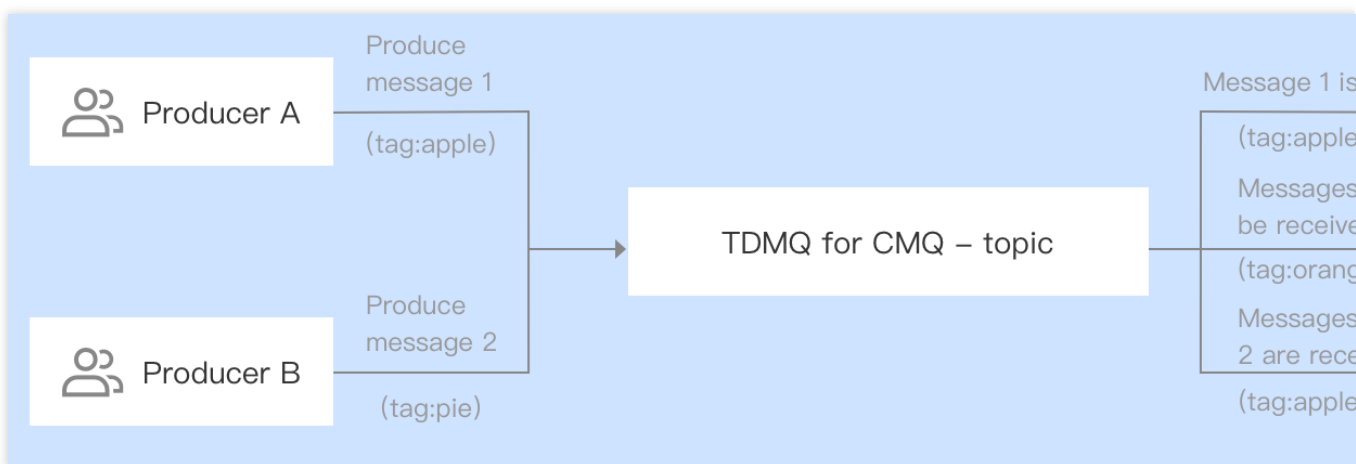 Produce
message 1
Producer A
(tag:apple)
Produce
message 2
Producer B
(tag:pie)
TDMQ for CMQ – topic
Message 1 is
(tag:apple
Messages
be receive
(tag:orang
Messages
2 are rece
(tag:apple